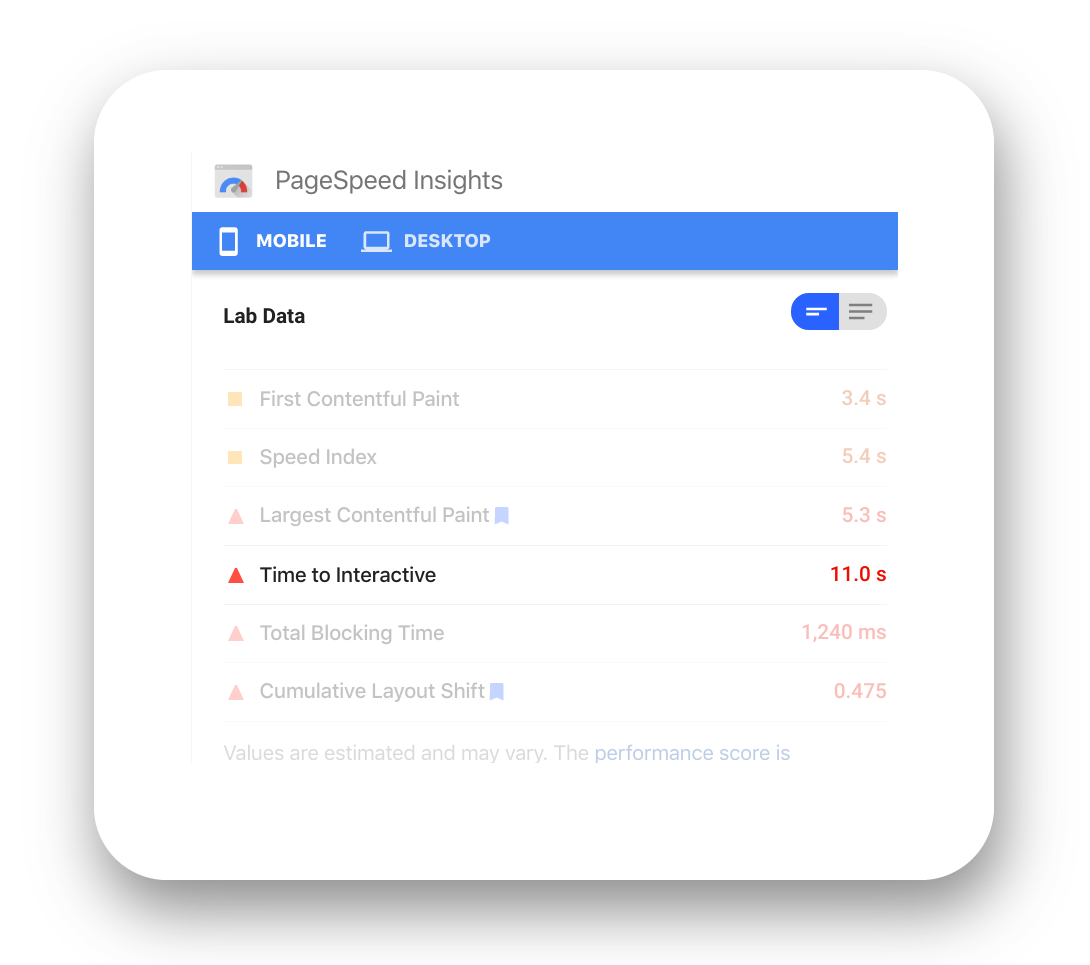 PageSpeed Insights
MOBILE DESKTOP
Lab Data
First Contentful Paint 3.4 s
Speed Index 5.4 s
Largest Contentful Paint 5.3 s
Time to Interactive 11.0 s
Total Blocking Time 1,240 ms
Cumulative Layout Shift 0.475
Values are estimated and may vary. The performance score is